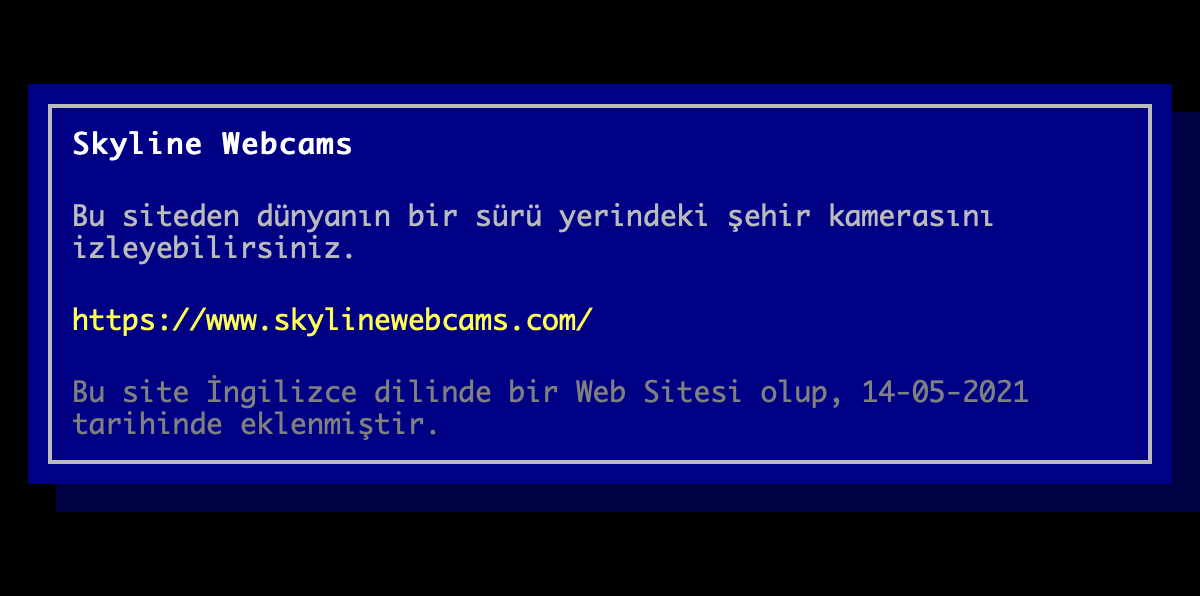 Skyline Webcams
Bu siteden dünyanın bir sürü yerindeki şehir kamerasını
izleyebilirsiniz.
https://www.skylinewebcams.com/
Bu site İngilizce dilinde bir Web Sitesi olup, 14-05-2021
tarihinde eklenmiştir.